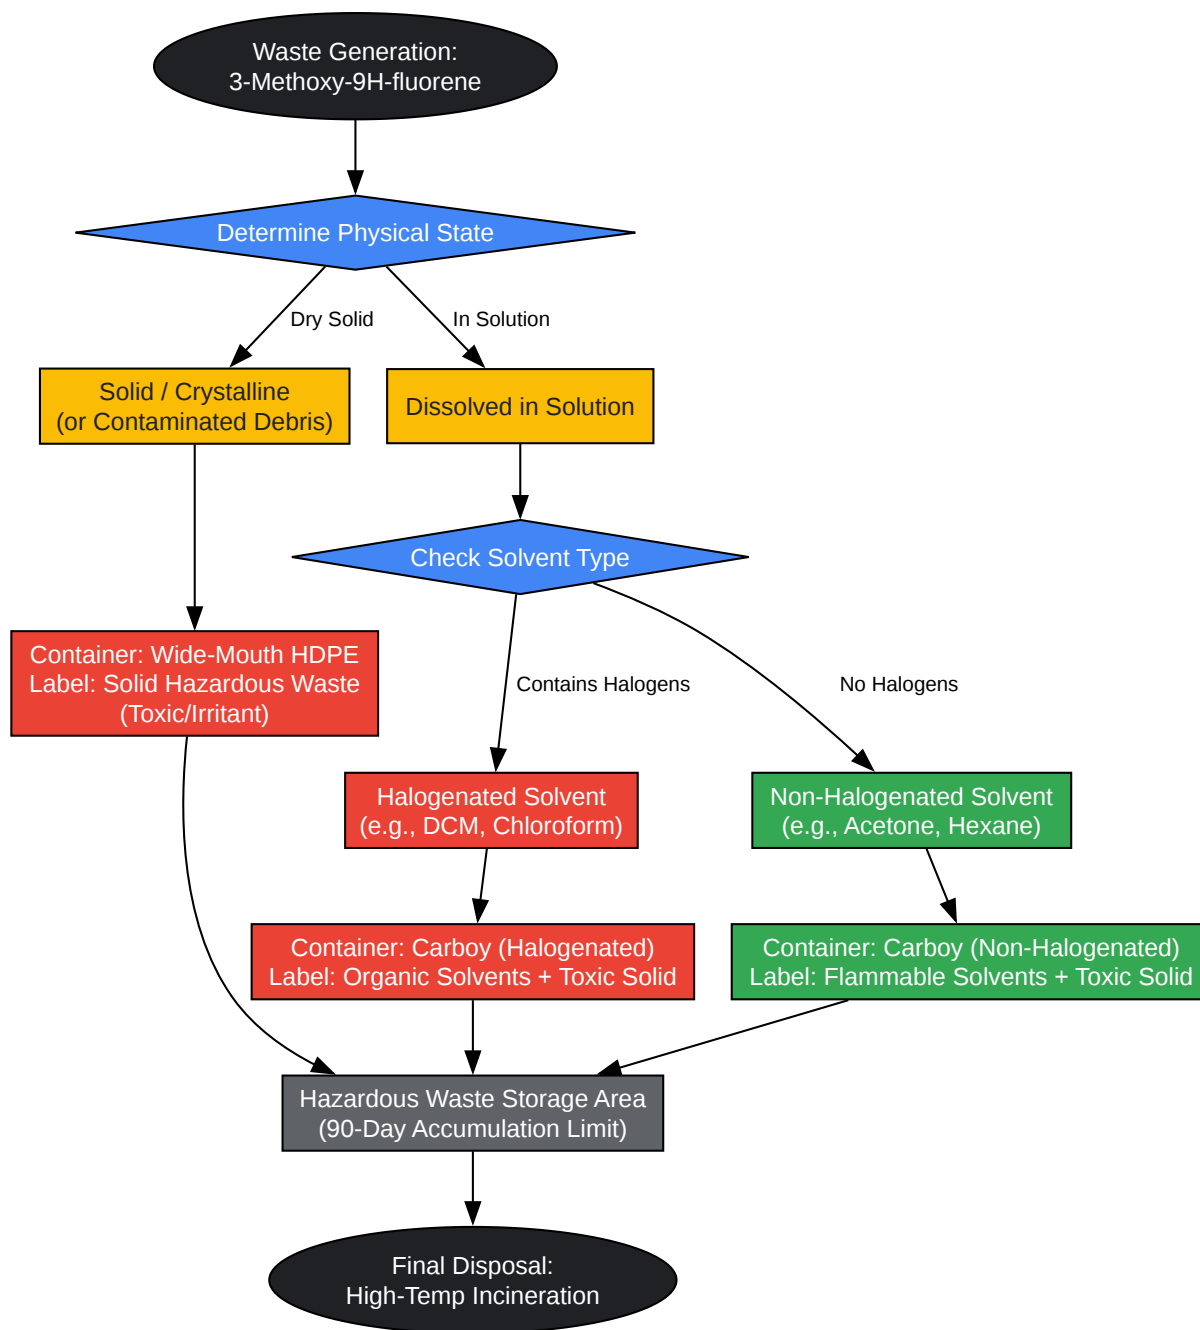 Waste Generation:
3-Methoxy-9H-fluorene
Determine Physical State
Dry Solid
In Solution
Solid / Crystalline
(or Contaminated Debris)
Dissolved in Solution
Check Solvent Type
Container: Wide-Mouth HDPE
Label: Solid Hazardous Waste
(Toxic/Irritant)
Contains Halogens
No Halogens
Halogenated Solvent
(e.g., DCM, Chloroform)
Non-Halogenated Solvent
(e.g., Acetone, Hexane)
Container: Carboy (Halogenated)
Label: Organic Solvents + Toxic Solid
Container: Carboy (Non-Halogenated)
Label: Flammable Solvents + Toxic Solid
Hazardous Waste Storage Area
(90-Day Accumulation Limit)
Final Disposal:
High-Temp Incineration